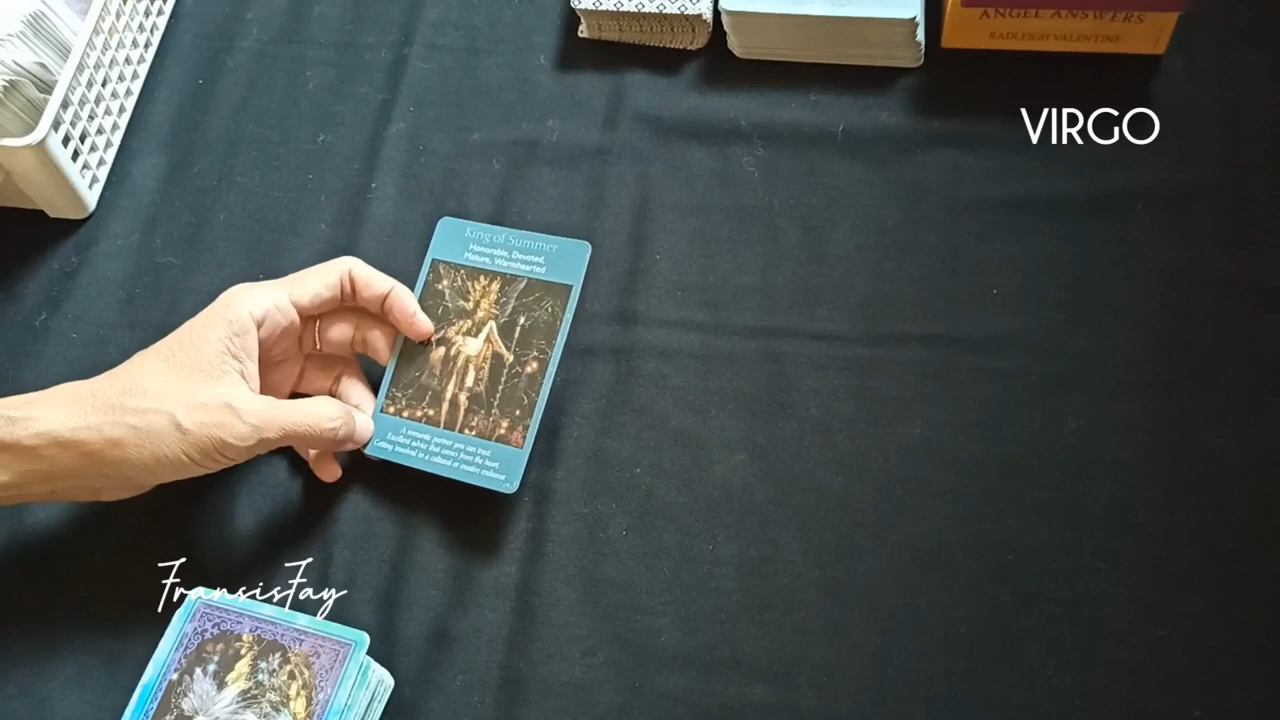 ANGEL ANSWERS
RADLEIGH VALENTINE
VIRGO
King of Summer
Honorable, Devoted,
Mature, Warmhearted
A romantic partner you can trust.
Excellent advice that comes from the heart.
Getting involved in a cultural or creative endeavor.
FransisFay